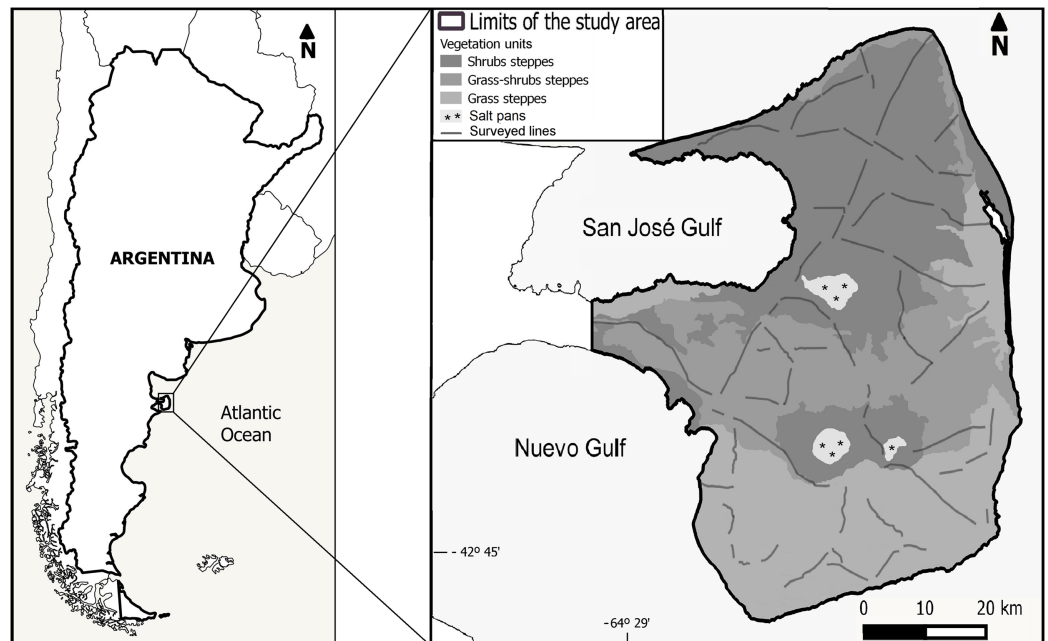 N
ARGENTINA
Atlantic
Ocean
Limits of the study area
Vegetation units
Shrubs steppes
Grass-shrubs steppes
Grass steppes
* * Salt pans
Surveyed lines
N
San José Gulf
Nuevo Gulf
- 42º 45'
-64º 29'
0 10 20 km